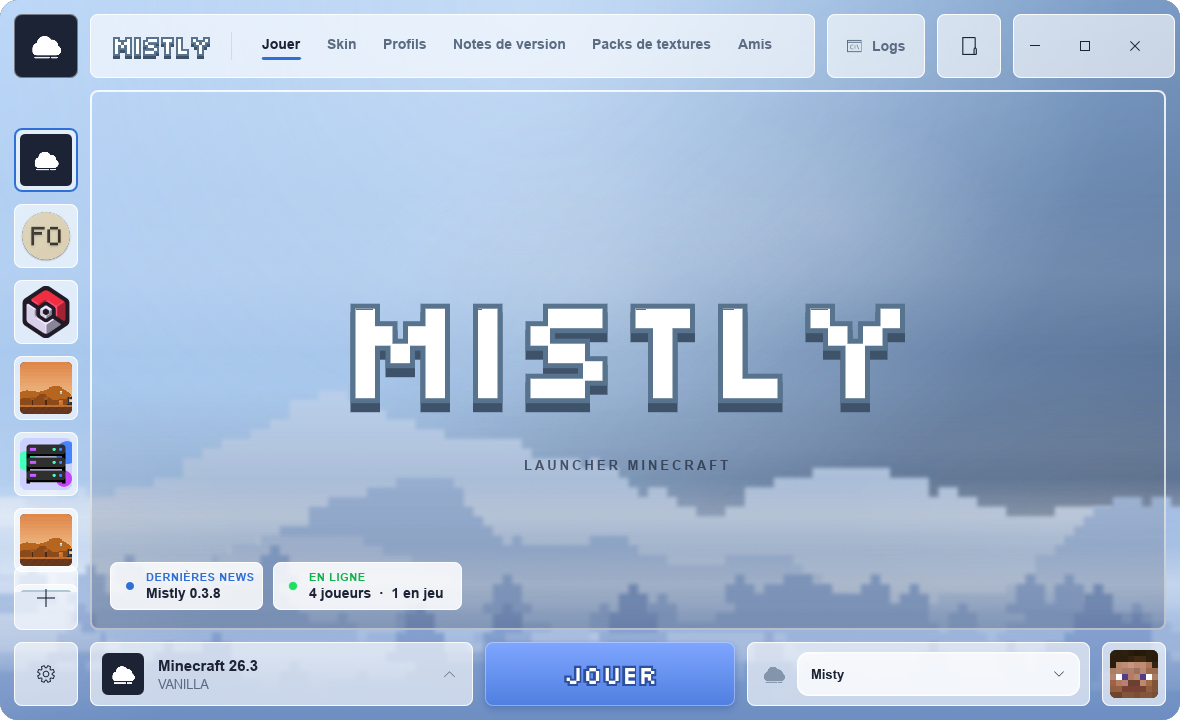 MISTLY
Jouer
Skin
Profils
Notes de version
Packs de textures
Amis
Logs
FO
MISTLY
LAUNCHER MINECRAFT
DERNIÈRES NEWS
Mistly 0.3.8
EN LIGNE
4 joueurs · 1 en jeu
Minecraft 26.3
VANILLA
JOUER
Misty